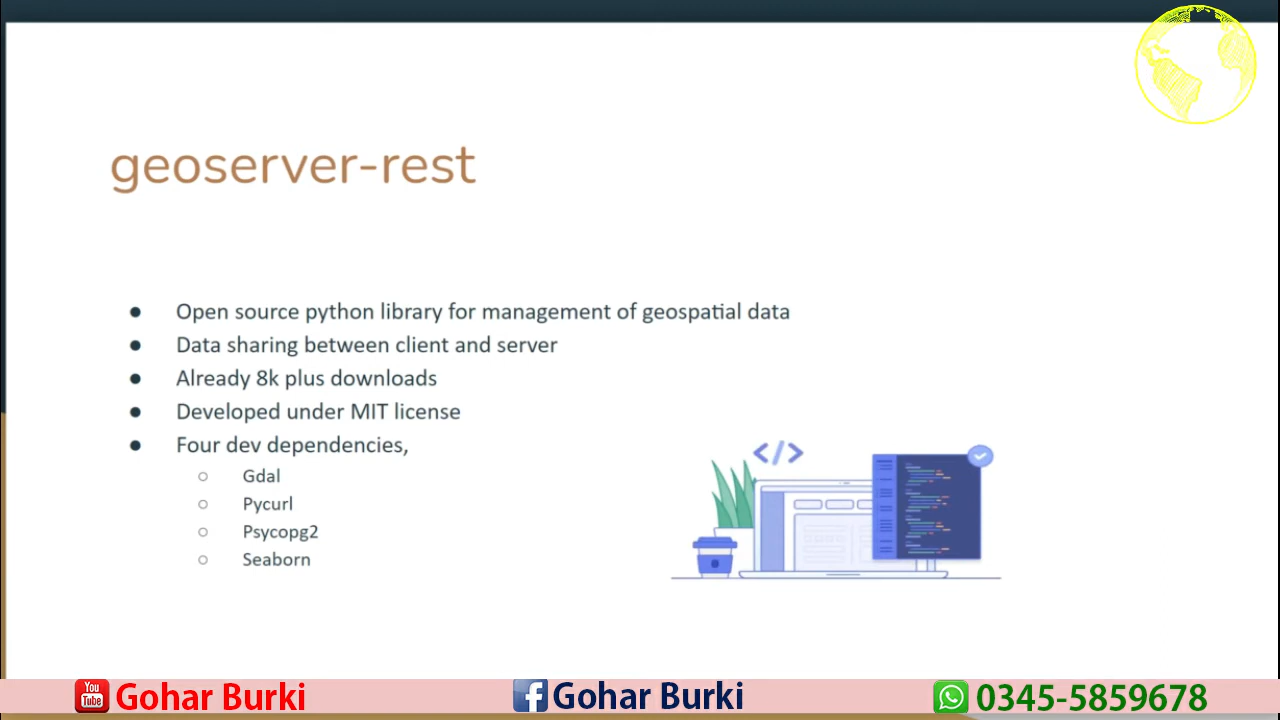 geoserver-rest
● Open source python library for management of geospatial data
● Data sharing between client and server
● Already 8k plus downloads
● Developed under MIT license
● Four dev dependencies,
○ Gdal
○ Pycurl
○ Psycopg2
○ Seaborn
</>
You Tube Gohar Burki
f Gohar Burki
0345-5859678